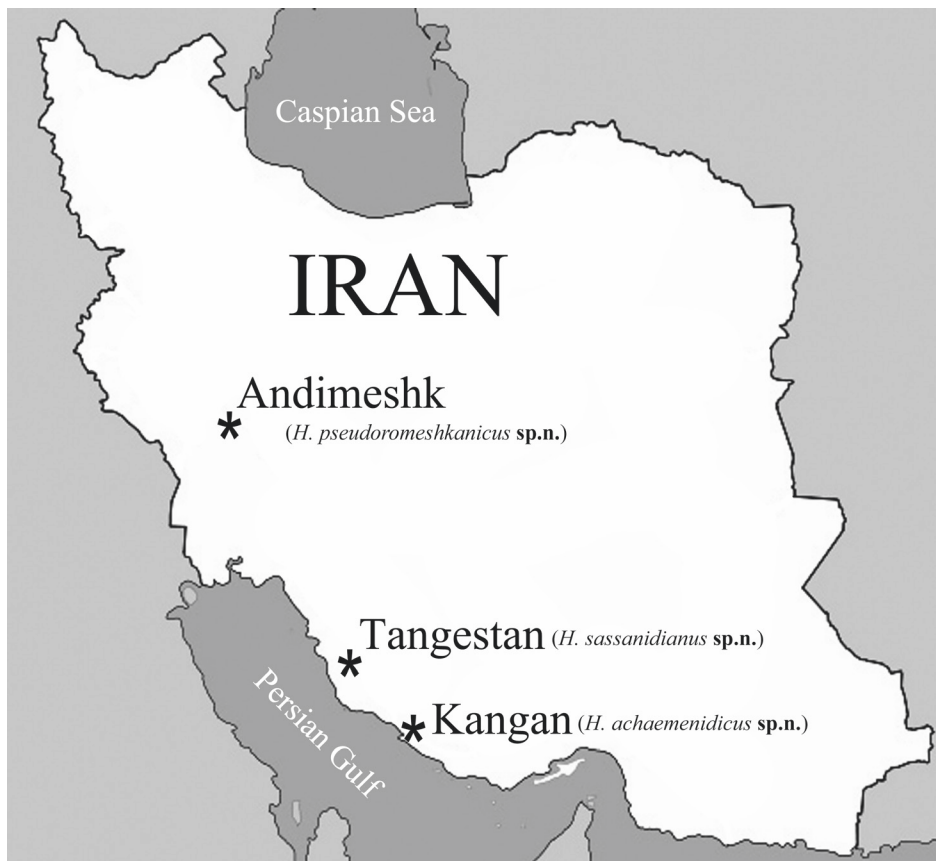 Caspian Sea
IRAN
Andimeshk
*
(H. pseudoromeshkanicus sp.n.)
Tangestan (H. sassanidianus sp.n.)
*
Persian Gulf
* Kangan (H. achaemenidicus sp.n.)